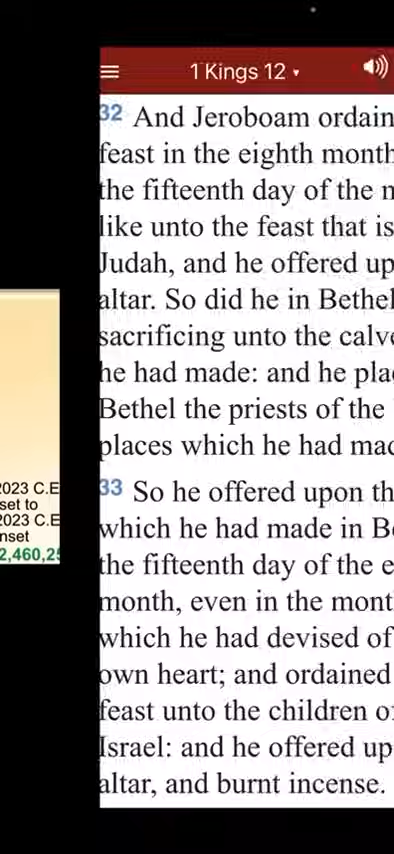 1 Kings 12
32 And Jeroboam ordain
feast in the eighth month
the fifteenth day of the
like unto the feast that is
Judah, and he offered up
altar. So did he in Bethel
sacrificing unto the calv
he had made: and he pla
Bethel the priests of the
places which he had mad
33 So he offered upon th
which he had made in Be
the fifteenth day of the e
month, even in the mont
which he had devised of
own heart; and ordained
feast unto the children of
Israel: and he offered up
altar, and burnt incense.
2023 C.E
set to
2023 C.E
nset
2,460,25